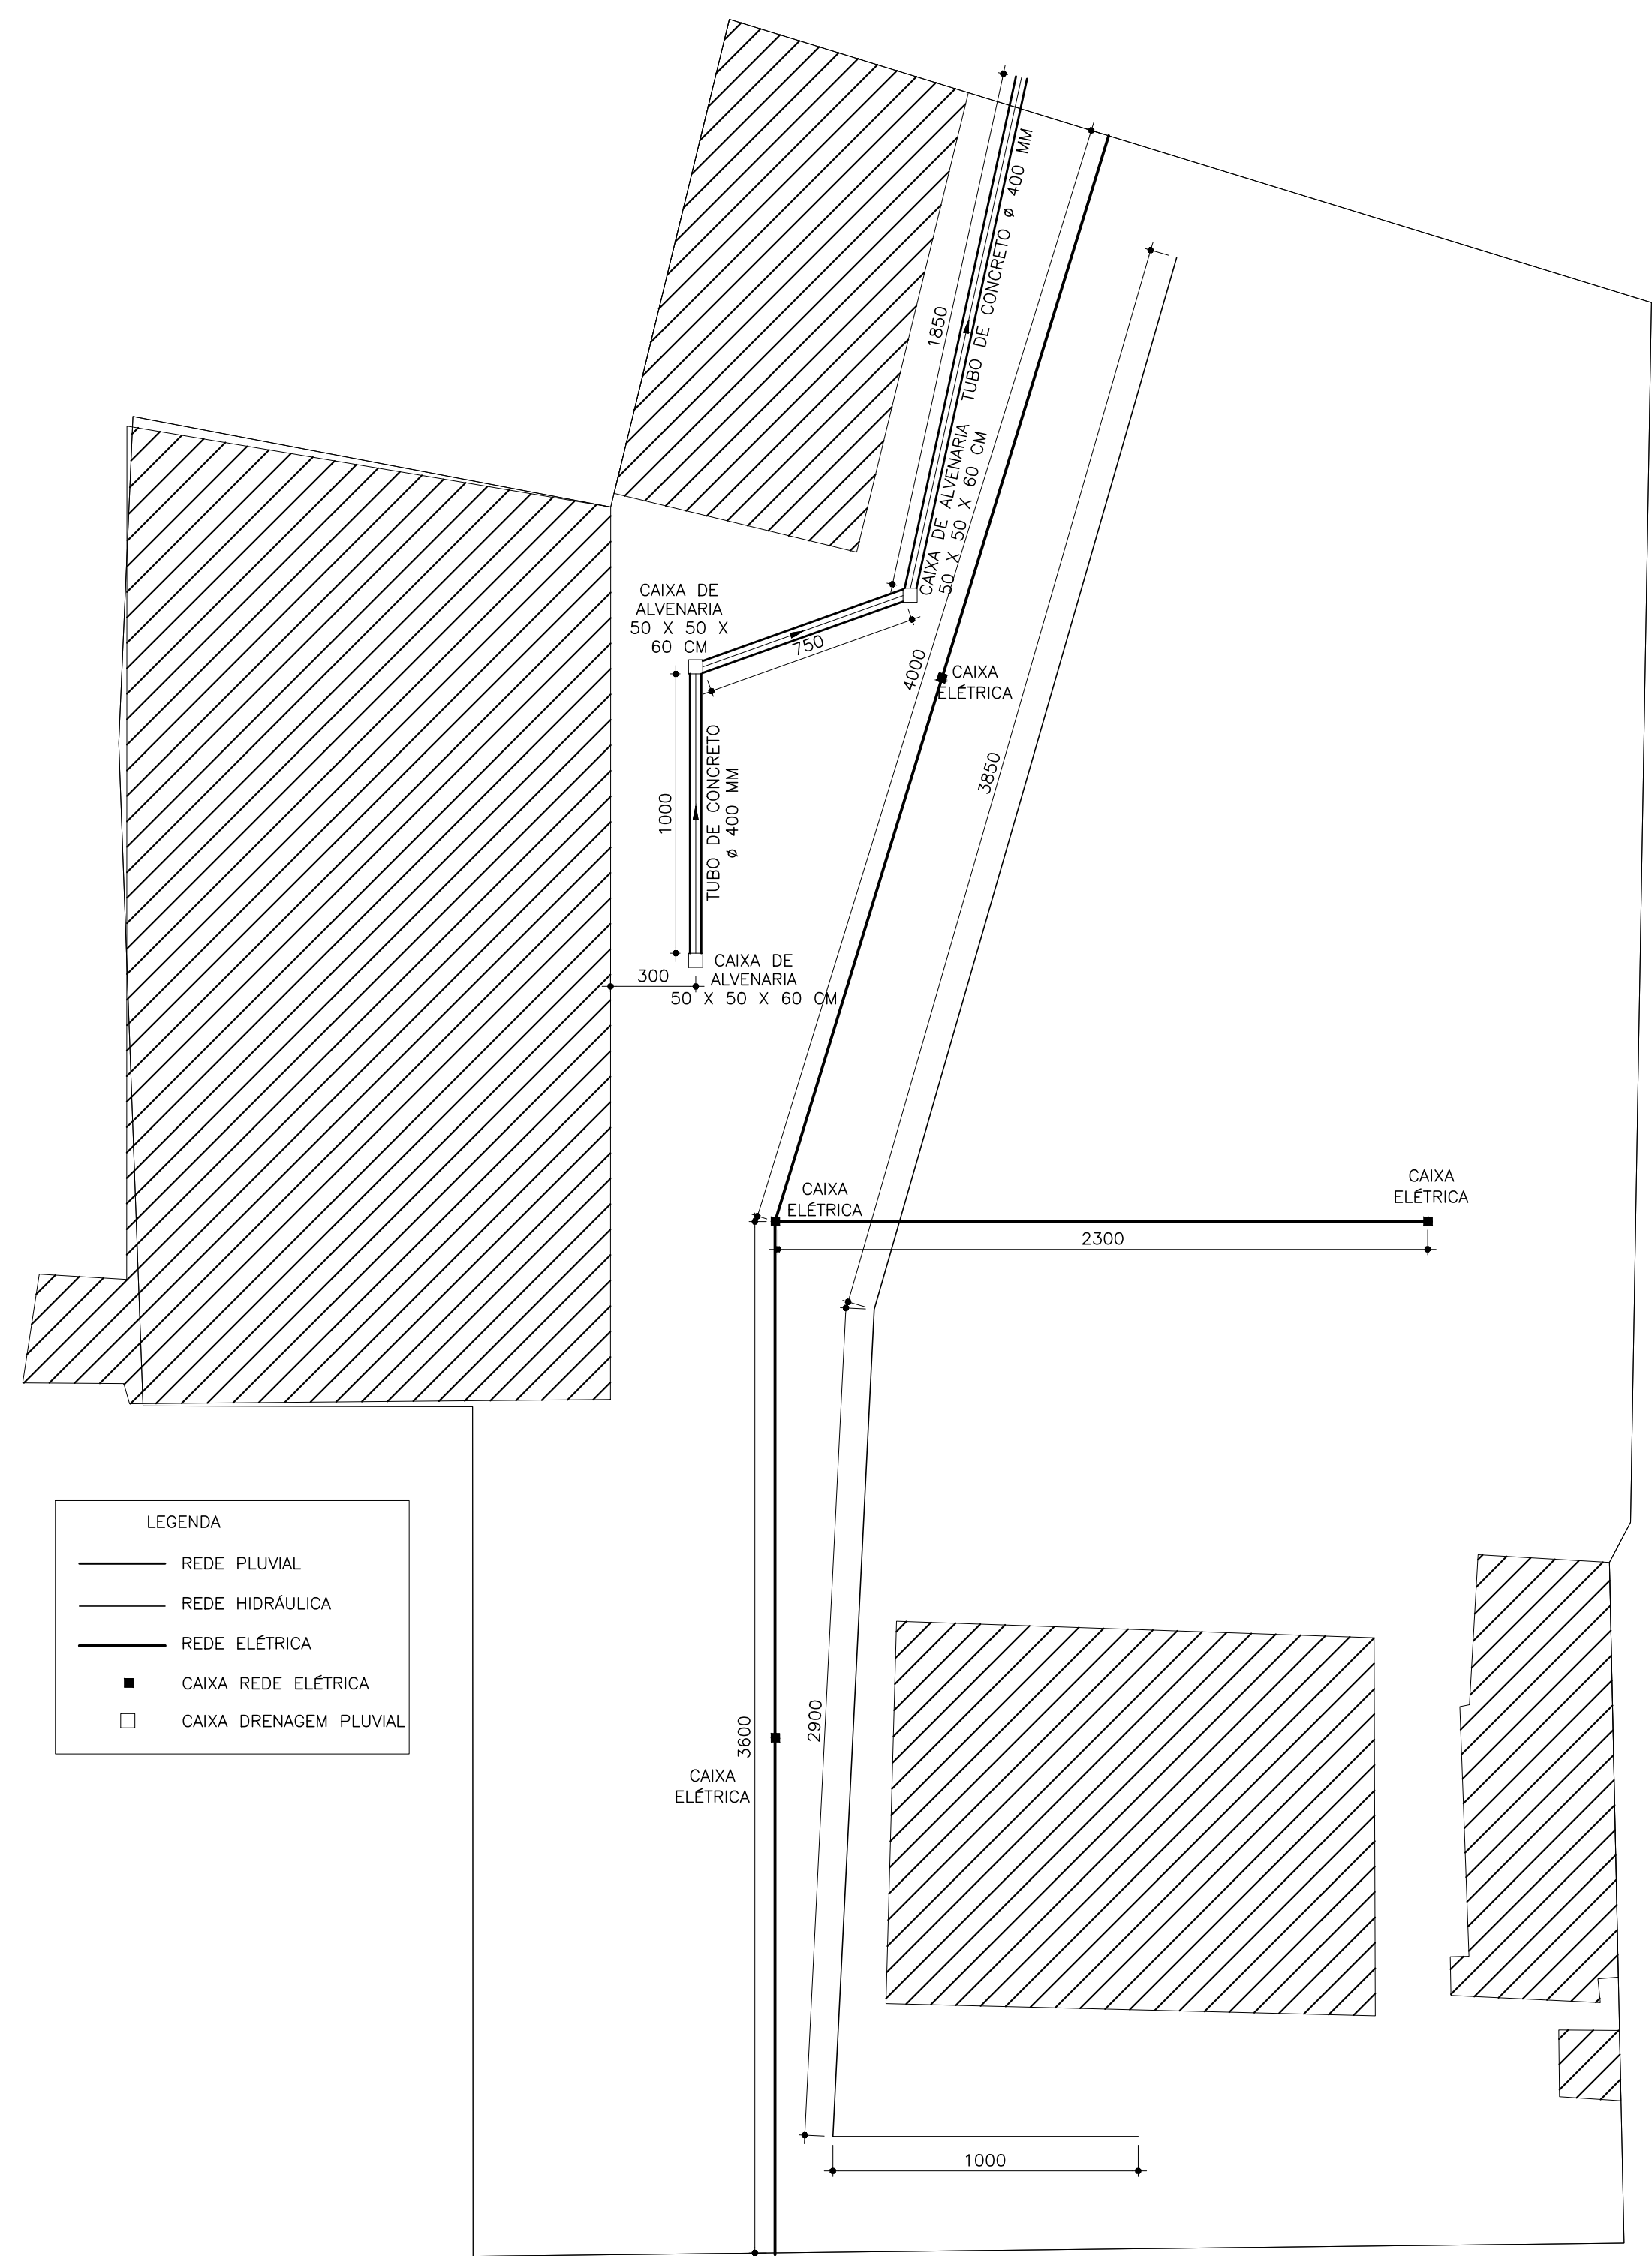 1850
TUBO DE CONCRETO ø 400 MM
CAIXA DE ALVENARIA
50 X 50 X 60 CM
CAIXA DE
ALVENARIA
50 X 50 X
60 CM
750
4000
CAIXA
ELÉTRICA
3850
1000
TUBO DE CONCRETO
ø 400 MM
300
CAIXA DE
ALVENARIA
50 X 50 X 60 CM
CAIXA
ELÉTRICA
CAIXA
ELÉTRICA
2300
LEGENDA
REDE PLUVIAL
REDE HIDRÁULICA
REDE ELÉTRICA
CAIXA REDE ELÉTRICA
CAIXA DRENAGEM PLUVIAL
3600
2900
CAIXA
ELÉTRICA
1000